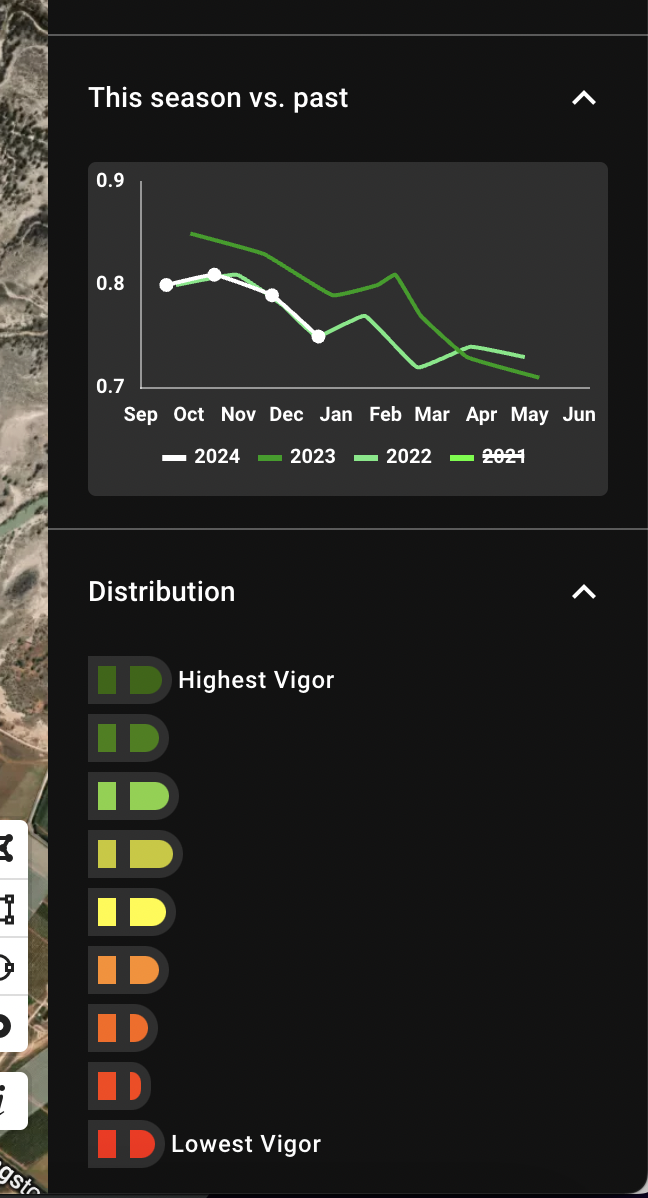 This season vs. past
0.9
0.8
0.7
Sep Oct Nov Dec Jan Feb Mar Apr May Jun
2024 2023 2022 2021
Distribution
Highest Vigor
Lowest Vigor
i